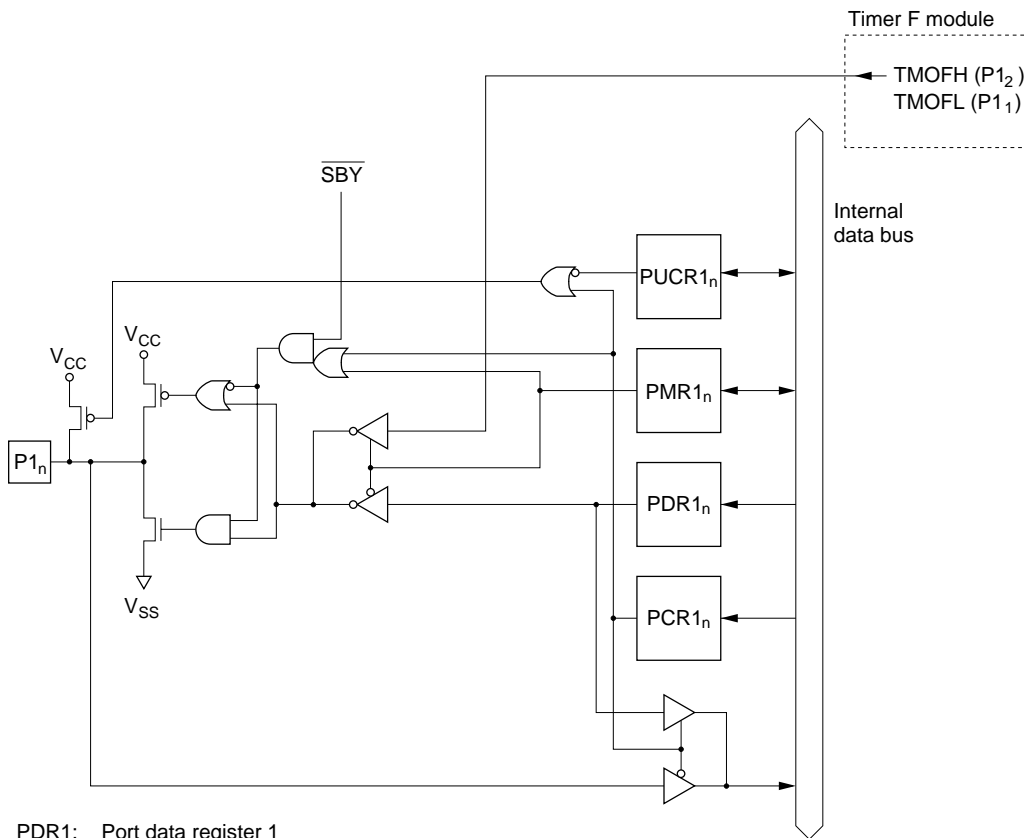 Timer F module
TMOFH (P1₂)
TMOFL (P1₁)
SBY
Internal
data bus
PUCR1ₙ
V_CC
V_CC
PMR1ₙ
P1ₙ
PDR1ₙ
V_SS
PCR1ₙ
PDR1: Port data register 1